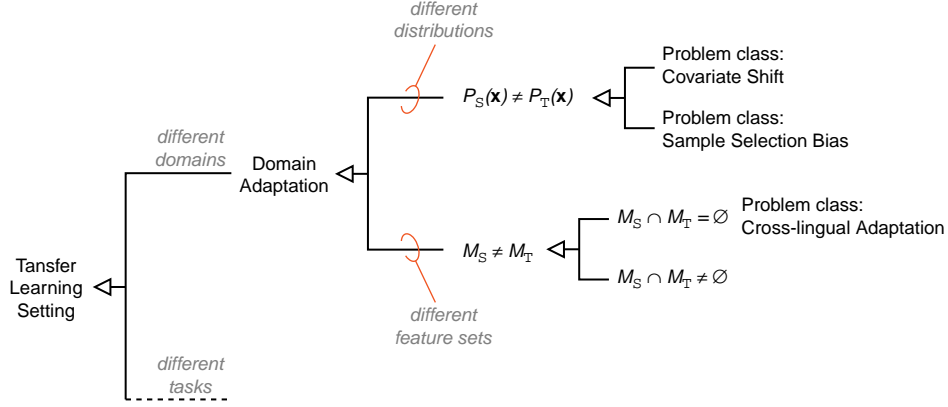 different
distributions
Problem class:
Covariate Shift
P_S(x) ≠ P_T(x)
Problem class:
Sample Selection Bias
different
domains
Domain
Adaptation
M_S ∩ M_T = ∅
Problem class:
Cross-lingual Adaptation
M_S ≠ M_T
M_S ∩ M_T ≠ ∅
Tansfer
Learning
Setting
different
feature sets
different
tasks